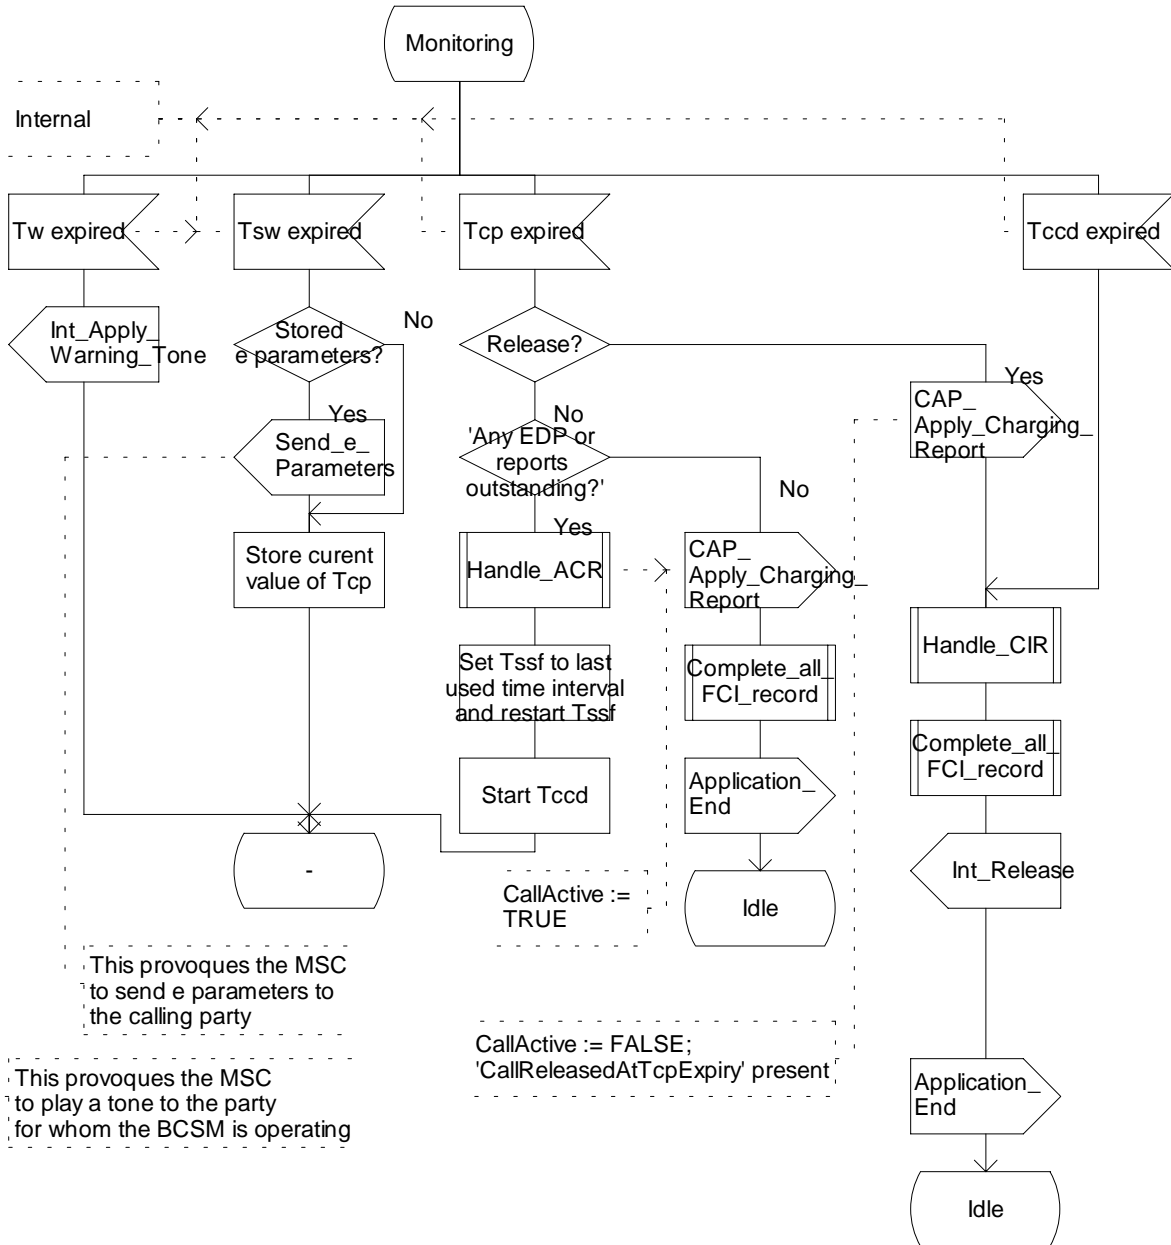 Monitoring
Internal
Tw expired
Tsw expired
Tcp expired
Tccd expired
Int_Apply_
Warning_Tone
Stored
e parameters?
No
Release?
Yes
CAP_
Apply_Charging_
Report
Yes
Send_e_
Parameters
No
'Any EDP or
reports
outstanding?'
No
Yes
Store curent
value of Tcp
Handle_ACR
CAP_
Apply_Charging_
Report
Handle_CIR
Set Tssf to last
used time interval
and restart Tssf
Complete_all_
FCI_record
Complete_all_
FCI_record
Start Tccd
Application_
End
Int_Release
-
CallActive :=
TRUE
Idle
This provoques the MSC
to send e parameters to
the calling party
CallActive := FALSE;
'CallReleasedAtTcpExpiry' present
This provoques the MSC
to play a tone to the party
for whom the BCSM is operating
Application_
End
Idle